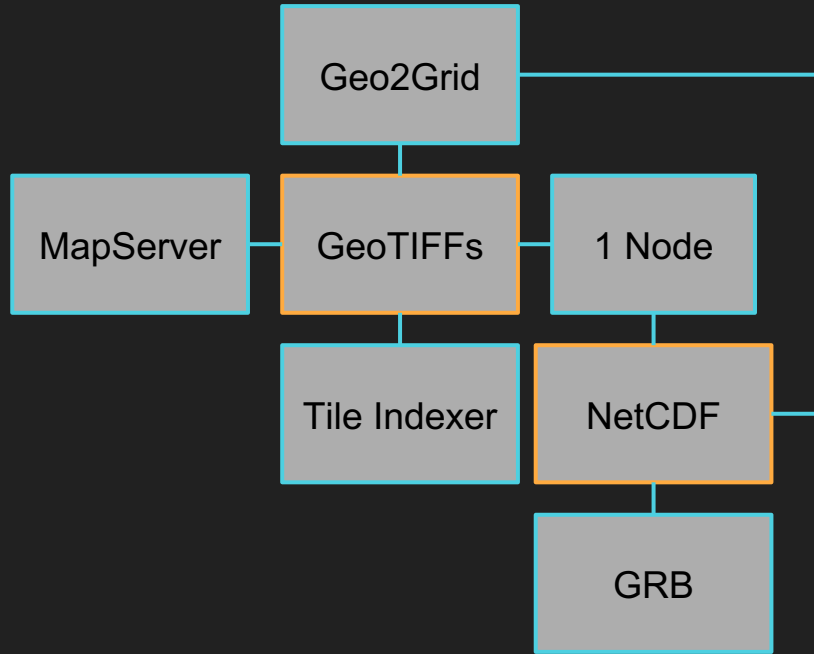 Geo2Grid
MapServer
GeoTIFFs
1 Node
Tile Indexer
NetCDF
GRB